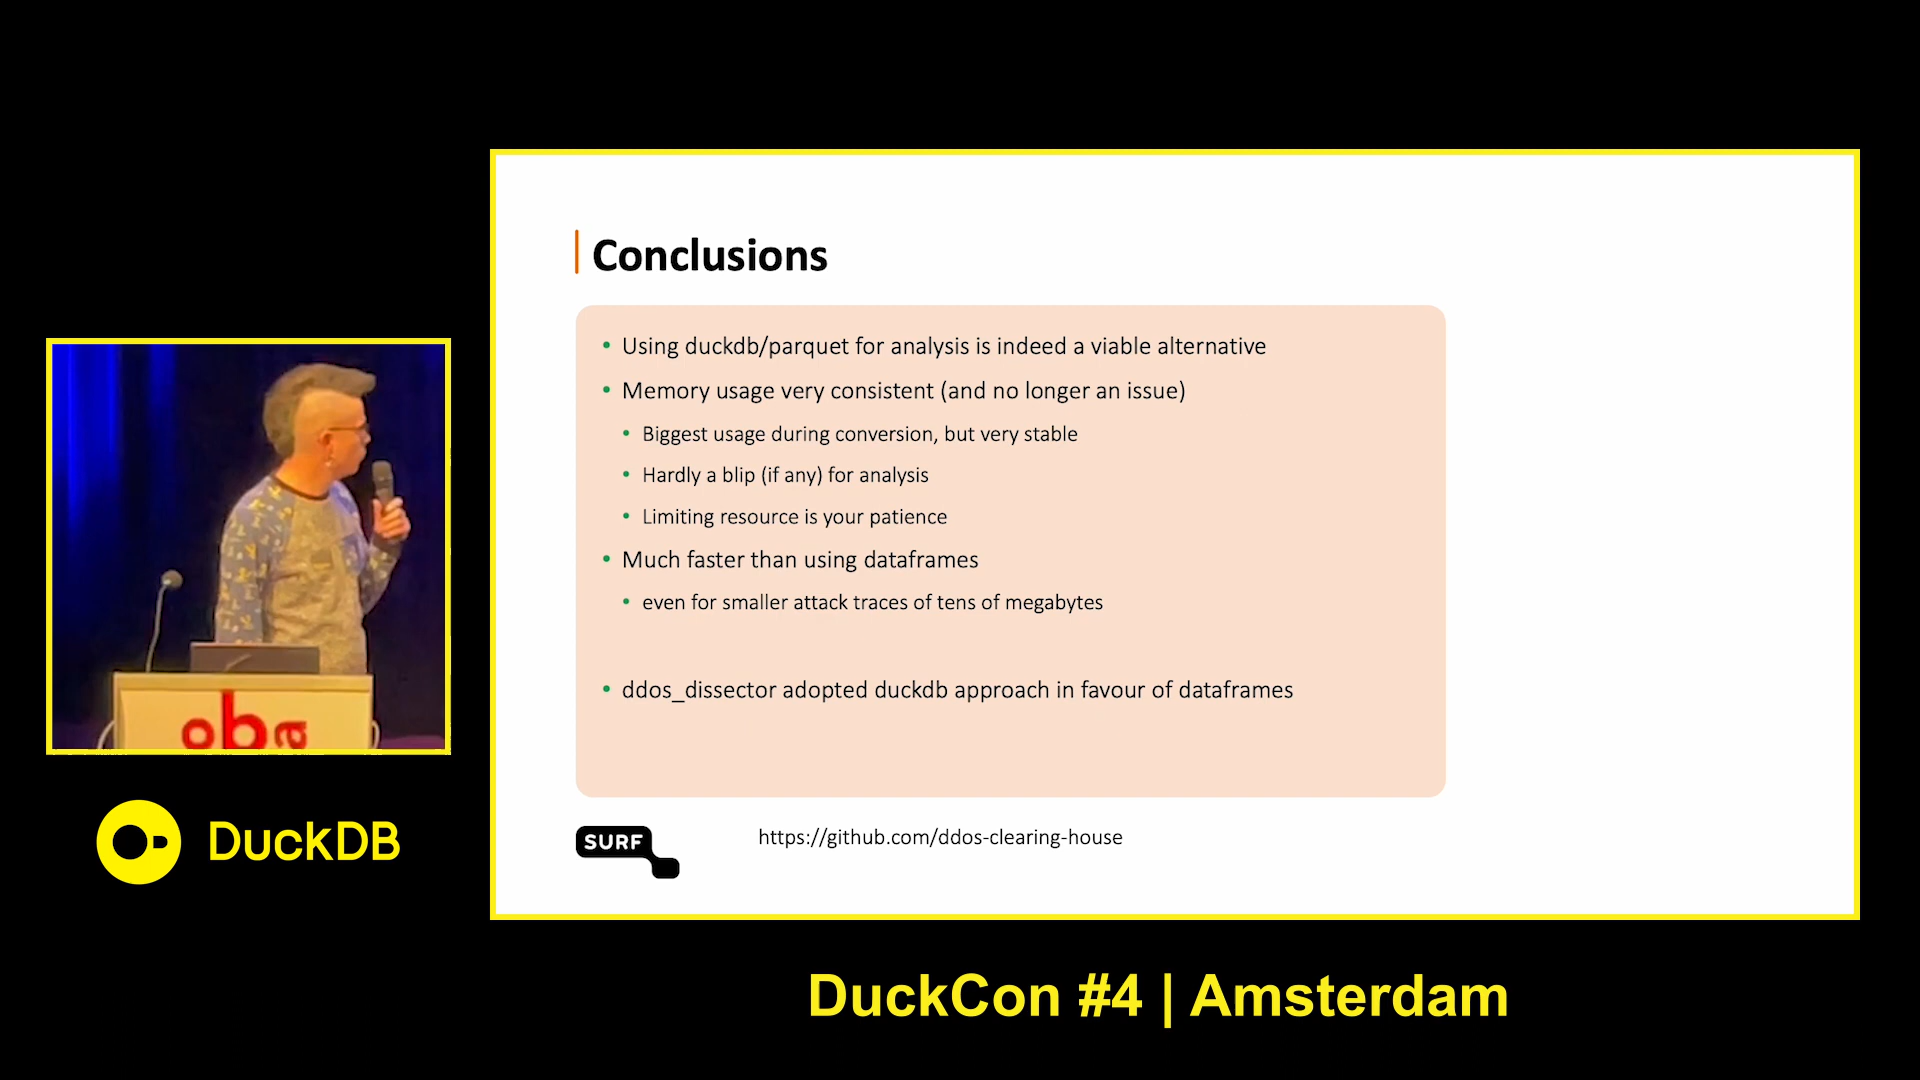 Conclusions
Using duckdb/parquet for analysis is indeed a viable alternative
Memory usage very consistent (and no longer an issue)
Biggest usage during conversion, but very stable
Hardly a blip (if any) for analysis
Limiting resource is your patience
Much faster than using dataframes
even for smaller attack traces of tens of megabytes
ddos_dissector adopted duckdb approach in favour of dataframes
SURF
https://github.com/ddos-clearing-house
oba
DuckDB
DuckCon #4 | Amsterdam